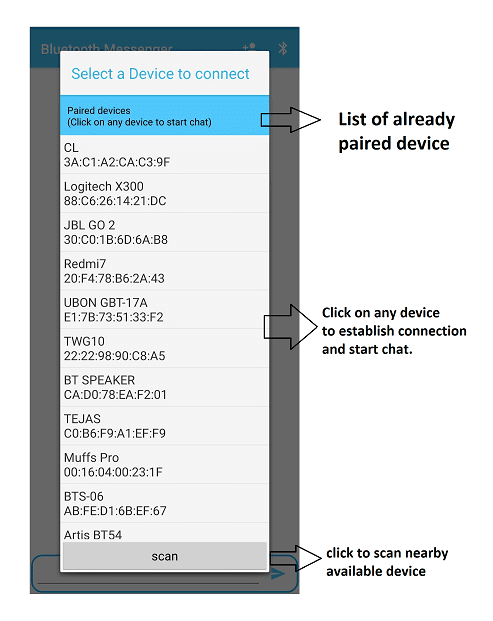 Bluetooth Messenger
Select a Device to connect
Paired devices
(Click on any device to start chat)
CL
3A:C1:A2:CA:C3:9F
Logitech X300
88:C6:26:14:21:DC
JBL GO 2
30:C0:1B:6D:6A:B8
Redmi7
20:F4:78:B6:2A:43
UBON GBT-17A
E1:7B:73:51:33:F2
TWG10
22:22:98:90:C8:A5
BT SPEAKER
CA:D0:78:EA:F2:01
TEJAS
C0:B6:F9:A1:EF:F9
Muffs Pro
00:16:04:00:23:1F
BTS-06
AB:FE:D1:6B:EF:67
Artis BT54
scan
List of already
paired device
Click on any device
to establish connection
and start chat.
click to scan nearby
available device